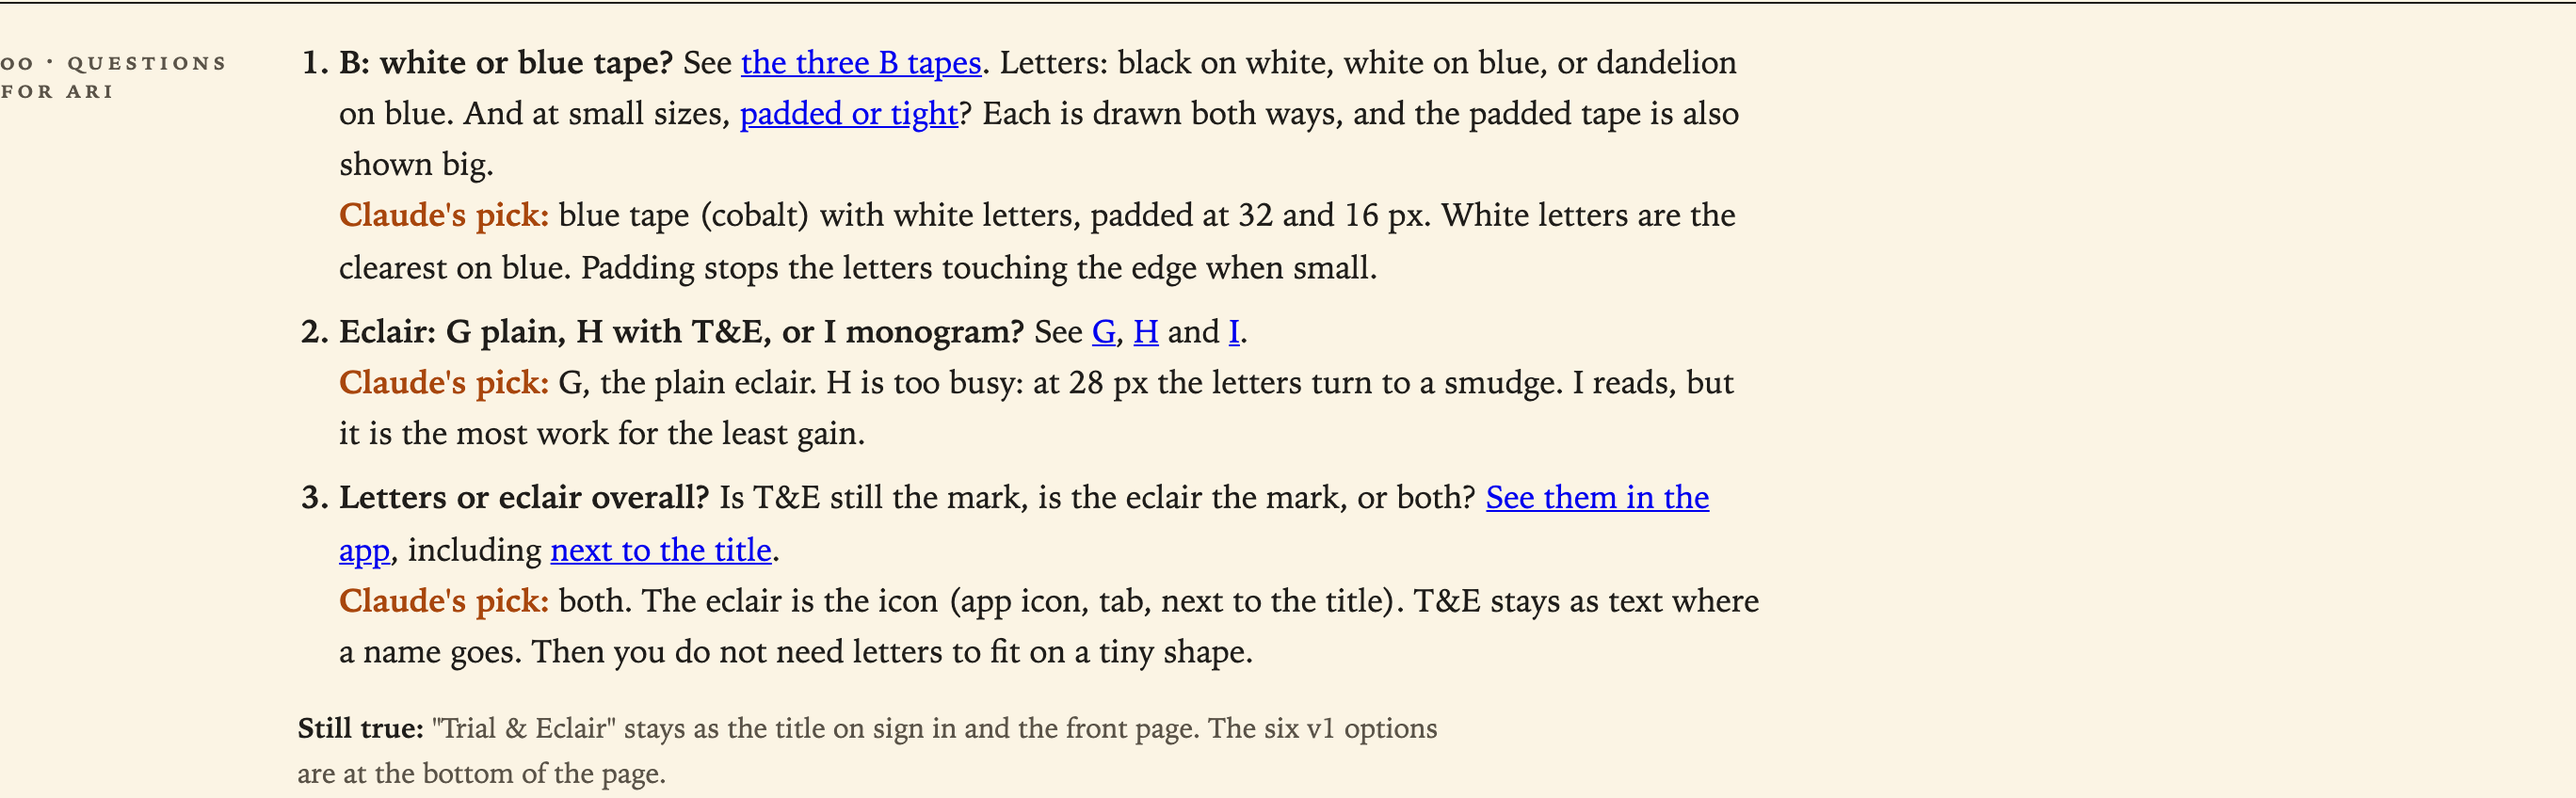 00 · QUESTIONS
FOR ARI
1. B: white or blue tape? See the three B tapes. Letters: black on white, white on blue, or dandelion
on blue. And at small sizes, padded or tight? Each is drawn both ways, and the padded tape is also
shown big.
Claude's pick: blue tape (cobalt) with white letters, padded at 32 and 16 px. White letters are the
clearest on blue. Padding stops the letters touching the edge when small.
2. Eclair: G plain, H with T&E, or I monogram? See G, H and I.
Claude's pick: G, the plain eclair. H is too busy: at 28 px the letters turn to a smudge. I reads, but
it is the most work for the least gain.
3. Letters or eclair overall? Is T&E still the mark, is the eclair the mark, or both? See them in the
app, including next to the title.
Claude's pick: both. The eclair is the icon (app icon, tab, next to the title). T&E stays as text where
a name goes. Then you do not need letters to fit on a tiny shape.
Still true: "Trial & Eclair" stays as the title on sign in and the front page. The six v1 options
are at the bottom of the page.